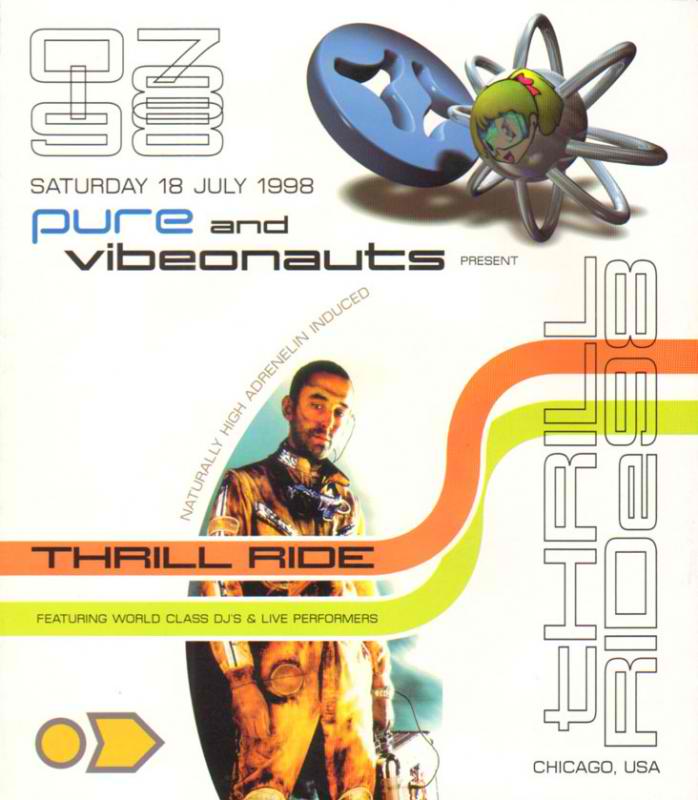 07
18
98
SATURDAY 18 JULY 1998
pure and
vibeonauts PRESENT
NATURALLY HIGH ADRENELIN INDUCED
tHRILL
RIDe98
THRILL RIDE
FEATURING WORLD CLASS DJ'S & LIVE PERFORMERS
CHICAGO, USA